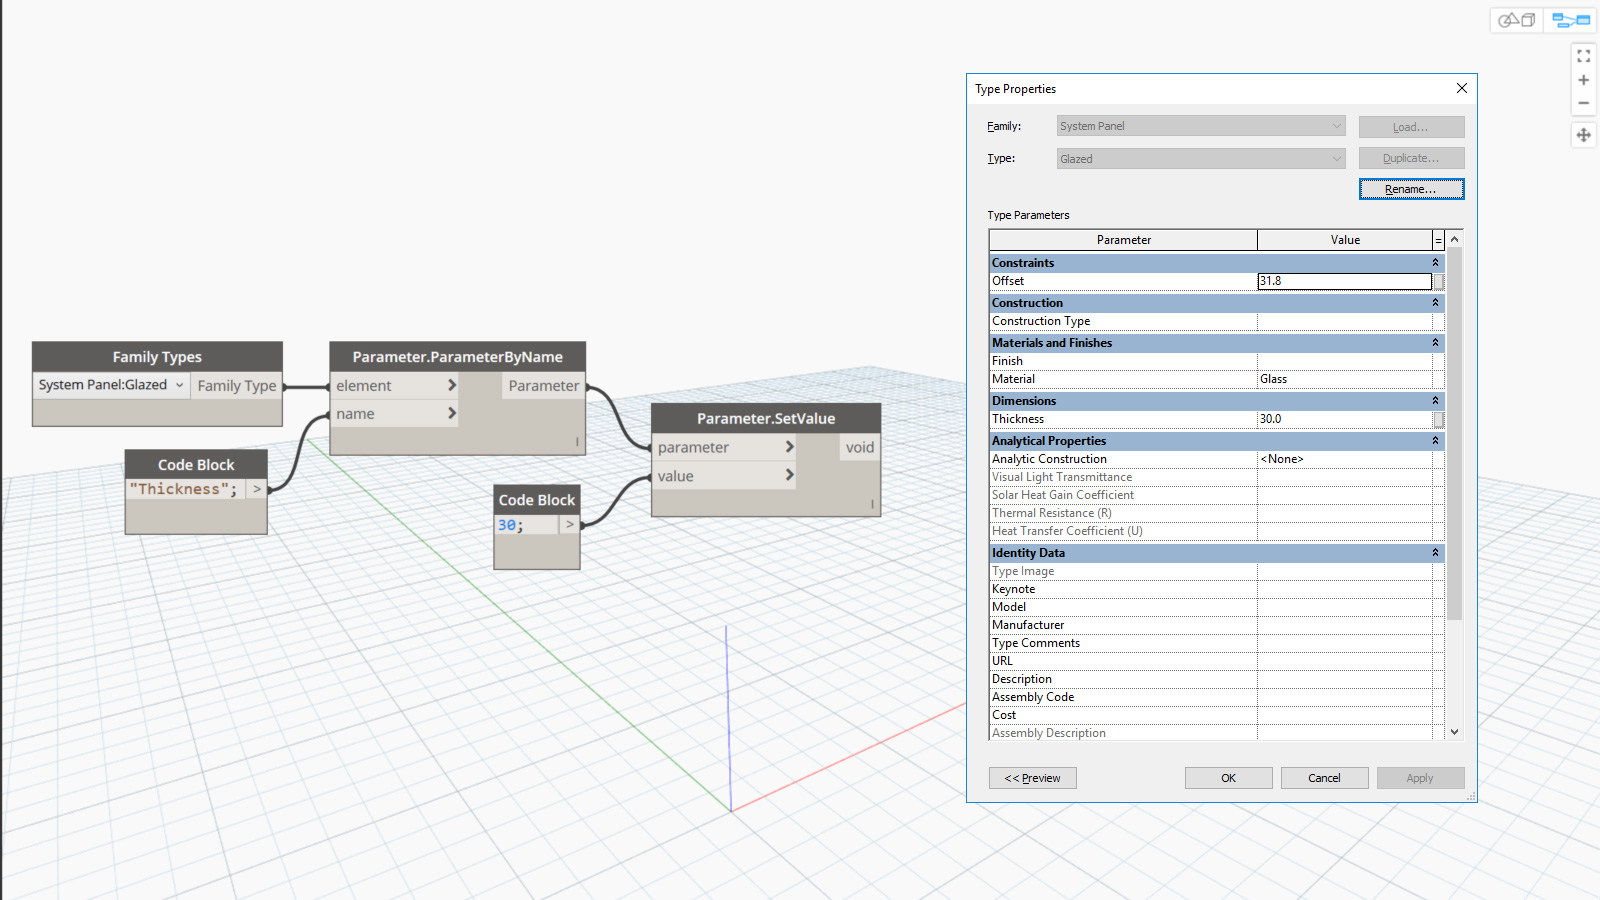 Family Types
System Panel:Glazed
Family Type
Code Block
"Thickness";
>
Parameter.ParameterByName
element
Parameter
name
Code Block
30;
>
Parameter.SetValue
parameter
void
value
Type Properties
Family:
System Panel
Load...
Type:
Glazed
Duplicate...
Rename...
Type Parameters
Parameter Value =
Constraints
Offset 31.8
Construction
Construction Type
Materials and Finishes
Finish
Material Glass
Dimensions
Thickness 30.0
Analytical Properties
Analytic Construction <None>
Visual Light Transmittance
Solar Heat Gain Coefficient
Thermal Resistance (R)
Heat Transfer Coefficient (U)
Identity Data
Type Image
Keynote
Model
Manufacturer
Type Comments
URL
Description
Assembly Code
Cost
Assembly Description
<< Preview
OK
Cancel
Apply